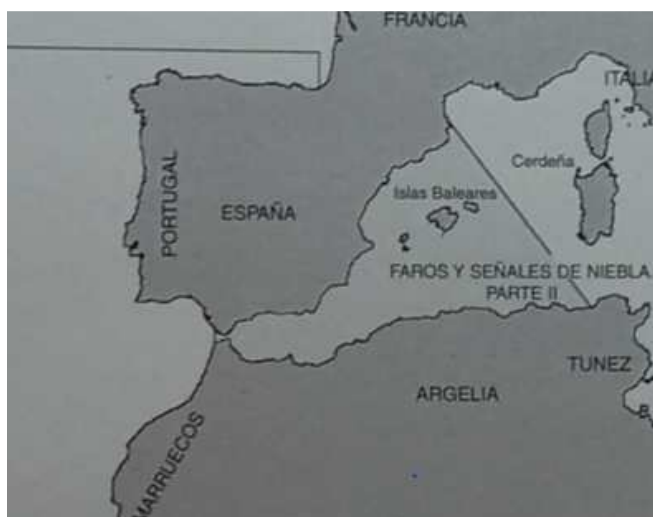 FRANCIA
ITALIA
Cerdeña
PORTUGAL
ESPAÑA
Islas Baleares
FAROS Y SEÑALES DE NIEBLA
PARTE II
TUNEZ
ARGELIA
MARRUECOS